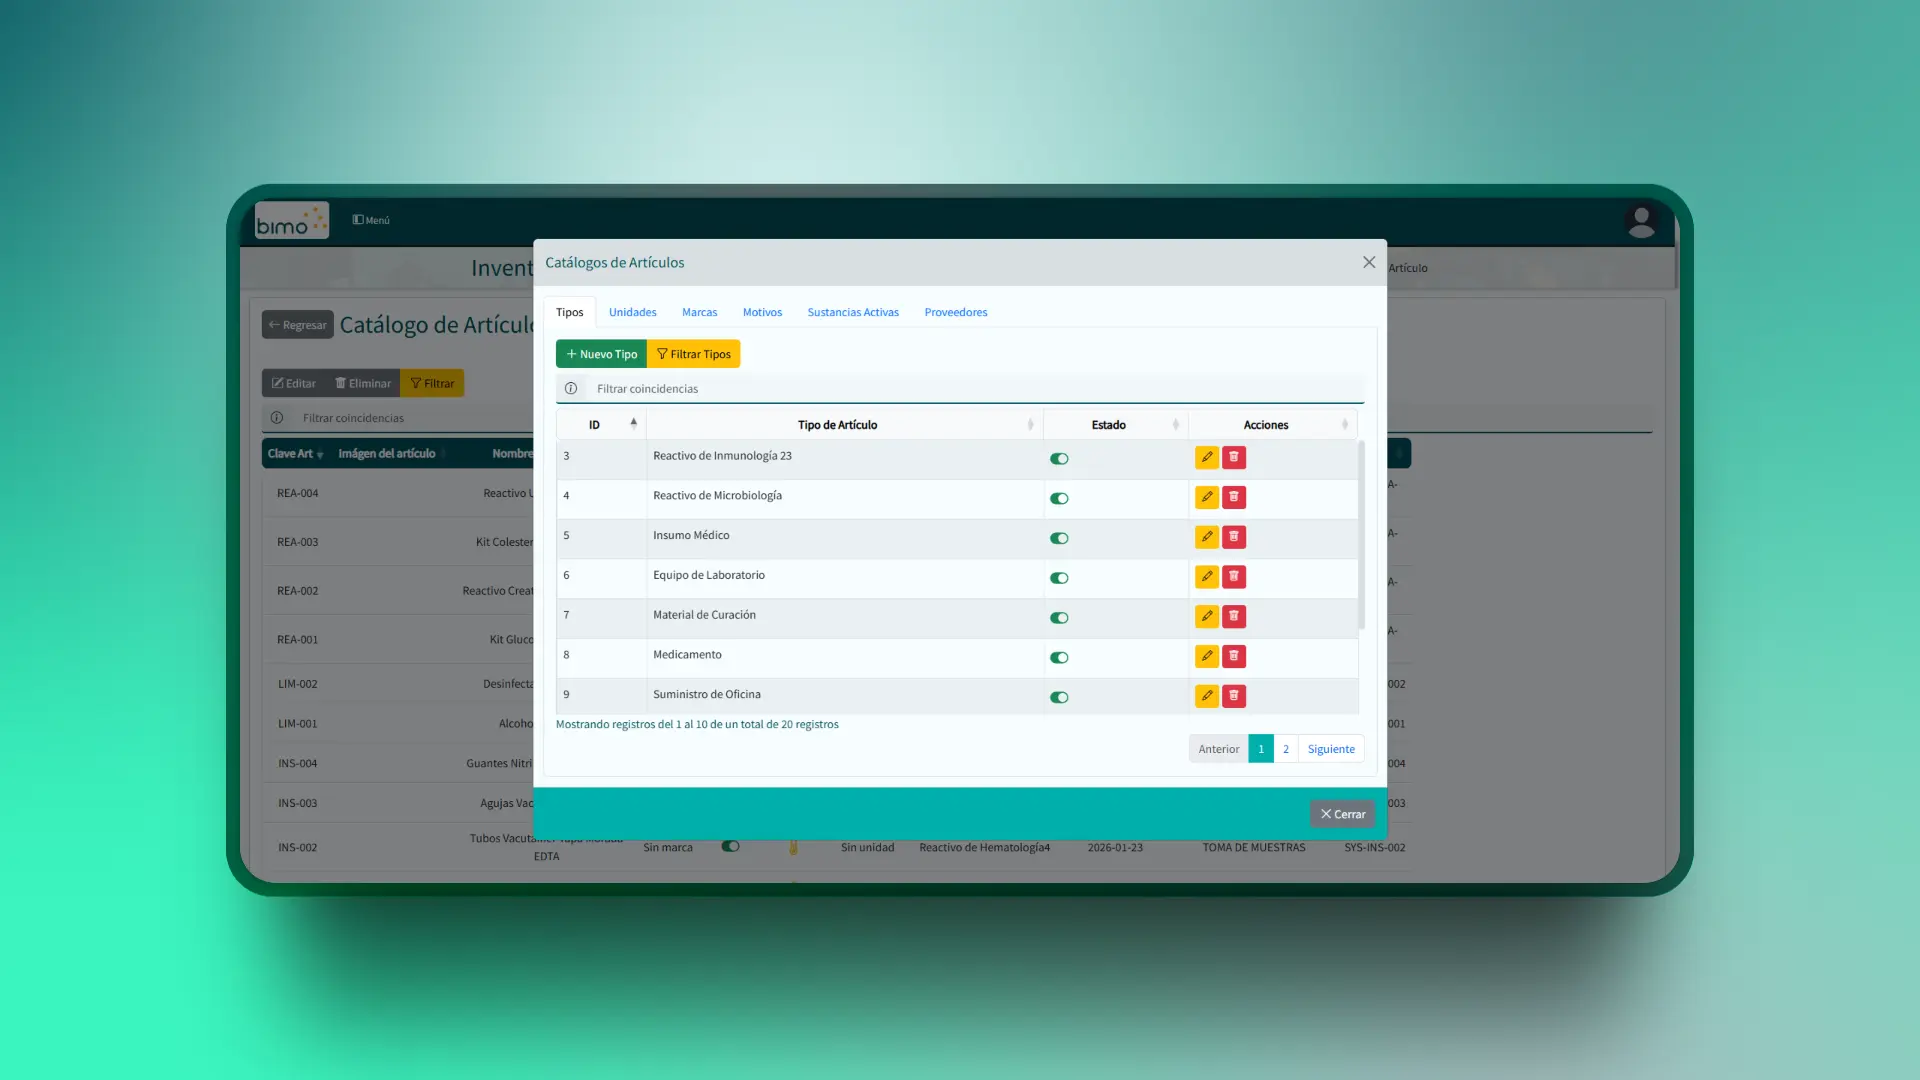 bimo
Menú
Invent
Artículo
Regresar
Catálogo de Artícul
Editar
Eliminar
Filtrar
Filtrar coincidencias
Clave Art
Imágen del artículo
Nombre
REA-004
Reactivo U
A-
REA-003
Kit Colester
A-
REA-002
Reactivo Creat
A-
REA-001
Kit Gluco
A-
LIM-002
Desinfecta
002
LIM-001
Alcoho
001
INS-004
Guantes Nitri
004
INS-003
Agujas Vac
003
INS-002
EDTA
Sin marca
Sin unidad
Reactivo de Hematología4
2026-01-23
TOMA DE MUESTRAS
SYS-INS-002
Catálogos de Artículos
Tipos
Unidades
Marcas
Motivos
Sustancias Activas
Proveedores
Nuevo Tipo
Filtrar Tipos
Filtrar coincidencias
ID
Tipo de Artículo
Estado
Acciones
3
Reactivo de Inmunología 23
4
Reactivo de Microbiología
5
Insumo Médico
6
Equipo de Laboratorio
7
Material de Curación
8
Medicamento
9
Suministro de Oficina
Mostrando registros del 1 al 10 de un total de 20 registros
Anterior
1
2
Siguiente
Cerrar